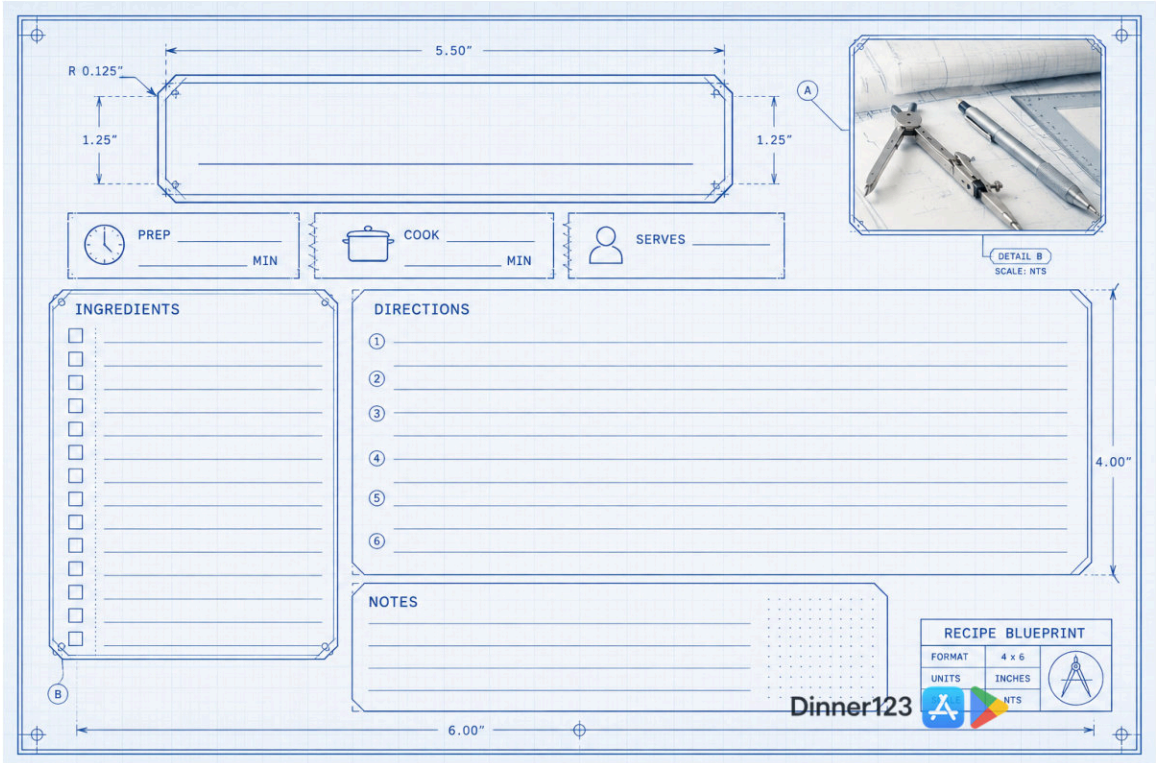 5.50"
R 0.125"
A
1.25"
1.25"
PREP
MIN
COOK
MIN
SERVES
DETAIL B
SCALE: NTS
INGREDIENTS
DIRECTIONS
1
2
3
4
5
6
4.00"
NOTES
RECIPE BLUEPRINT
FORMAT 4 x 6
UNITS INCHES
NTS
B
Dinner123
6.00"